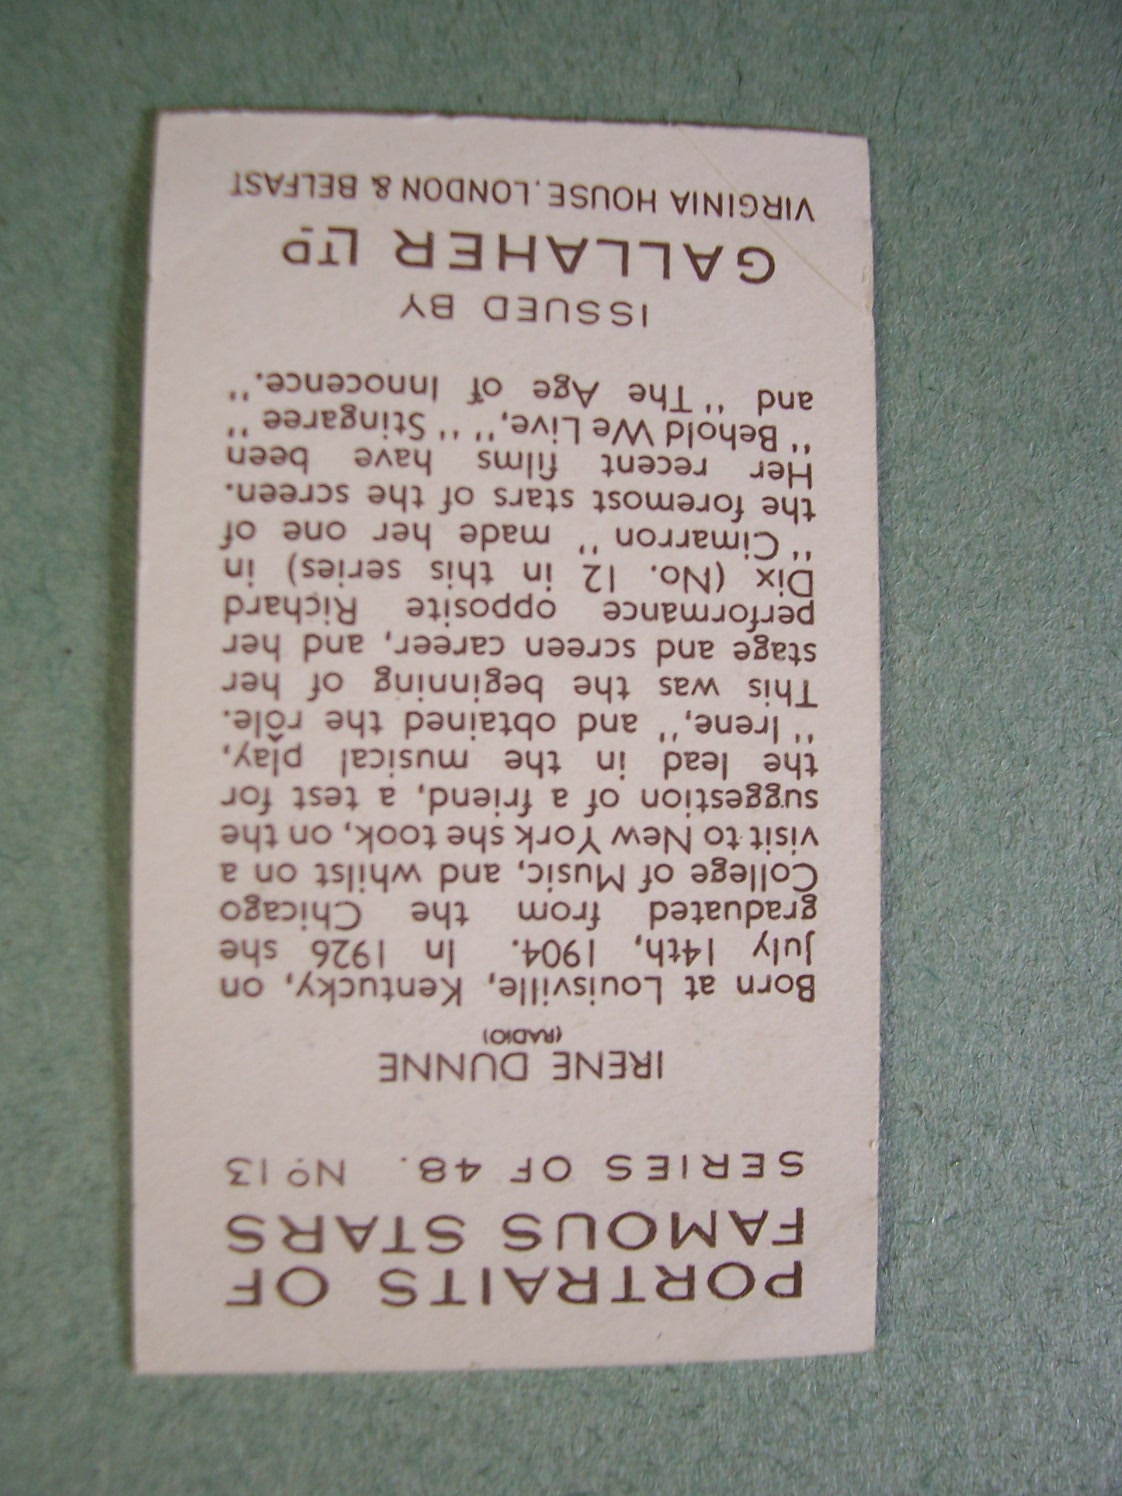 PORTRAITS OF
FAMOUS STARS
SERIES OF 48. No 13
IRENE DUNNE
(RADIO)
Born at Louisville, Kentucky, on
July 14th, 1904. In 1926 she
graduated from the Chicago
College of Music, and whilst on a
visit to New York she took, on the
suggestion of a friend, a test for
the lead in the musical play,
"Irene," and obtained the rôle.
This was the beginning of her
stage and screen career, and her
performance opposite Richard
Dix (No. 12 in this series) in
"Cimarron" made her one of
the foremost stars of the screen.
Her recent films have been
"Behold We Live," "Stingaree"
and "The Age of Innocence."
ISSUED BY
GALLAHER LTD
VIRGINIA HOUSE. LONDON & BELFAST